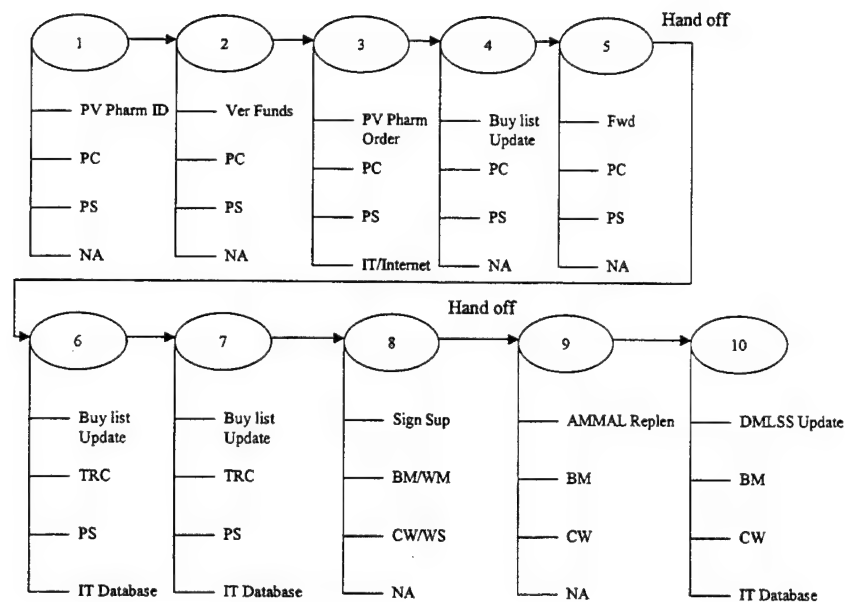 Hand off
1
2
3
4
5
PV Pharm ID
Ver Funds
PV Pharm
Order
Buy list
Update
Fwd
PC
PC
PC
PC
PC
PS
PS
PS
PS
PS
NA
NA
IT/Internet
NA
NA
Hand off
6
7
8
9
10
Buy list
Update
Buy list
Update
Sign Sup
AMMAL Replen
DMLSS Update
TRC
TRC
BM/WM
BM
BM
PS
PS
CW/WS
CW
CW
IT Database
IT Database
NA
NA
IT Database